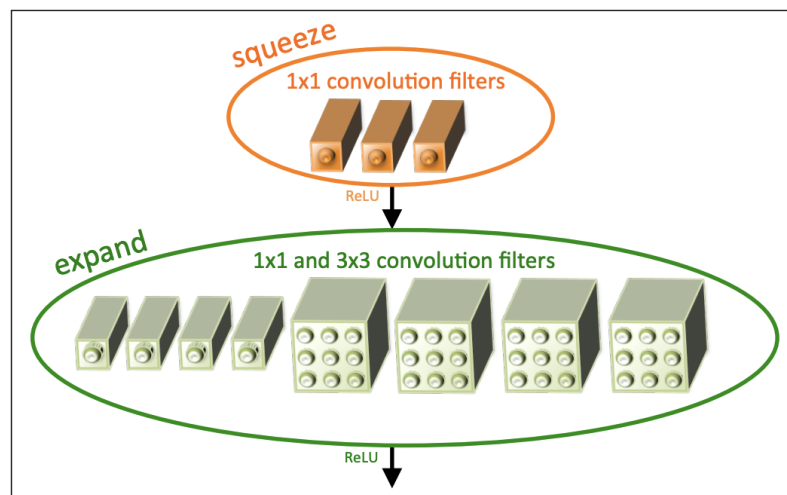 squeeze
1x1 convolution filters
ReLU
expand
1x1 and 3x3 convolution filters
ReLU